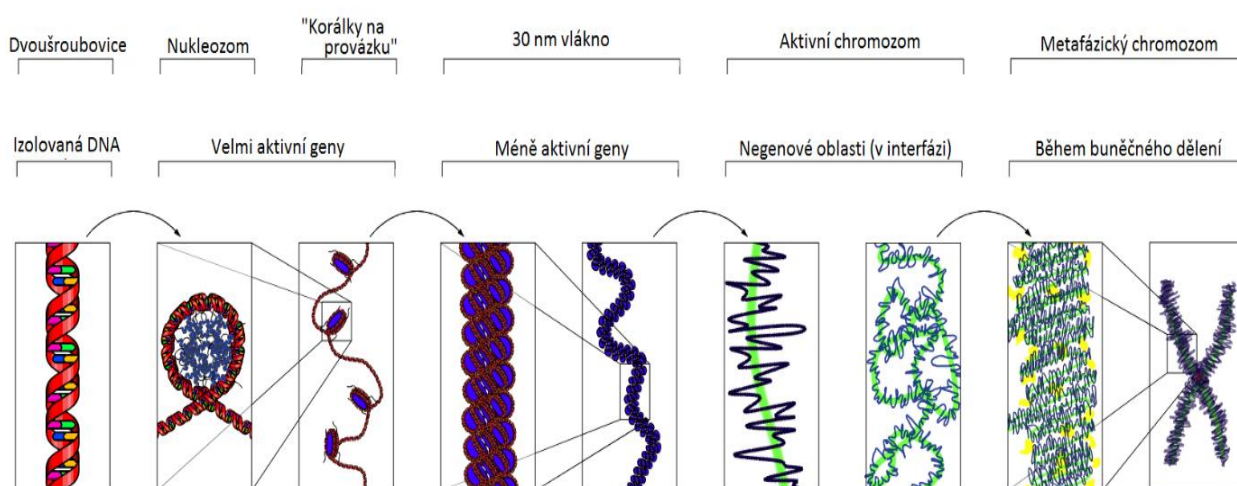 Dvoušroubovice
Nukleozom
"Korálky na
provázku"
30 nm vlákno
Aktivní chromozom
Metafázický chromozom
Izolovaná DNA
Velmi aktivní geny
Méně aktivní geny
Negenové oblasti (v interfázi)
Během buněčného dělení